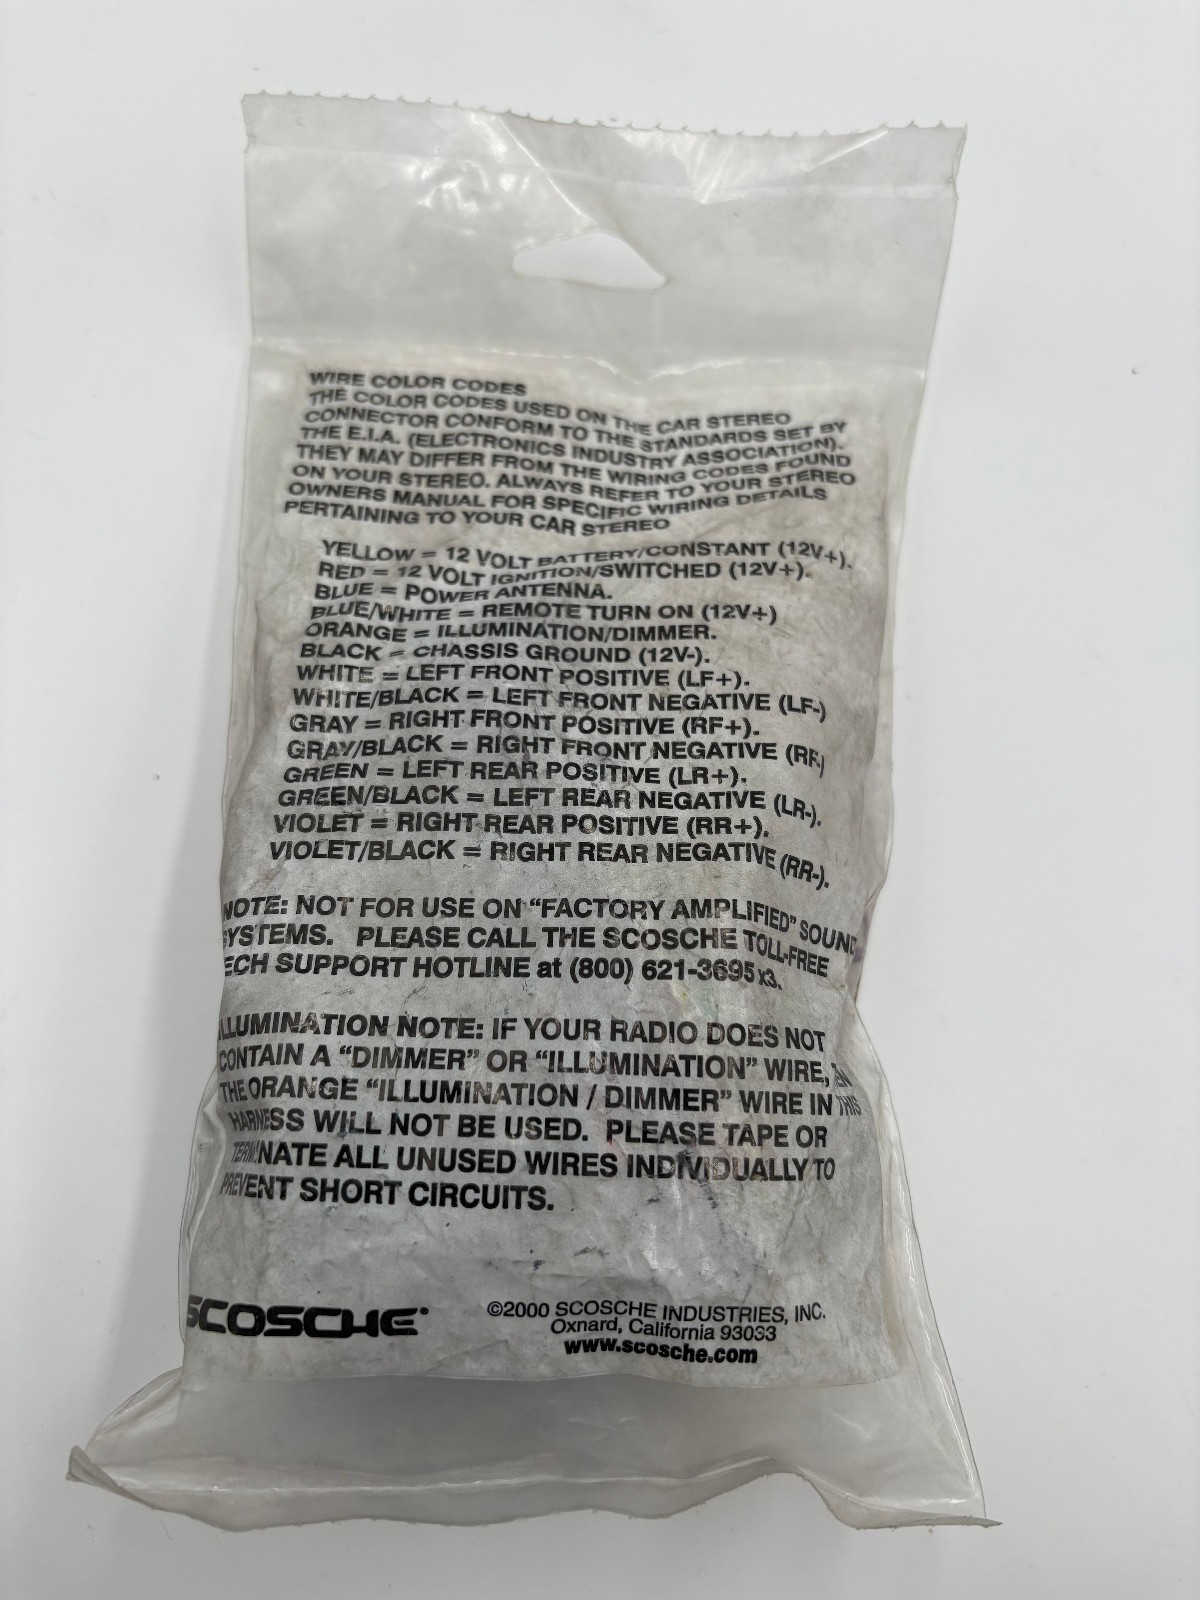 WIRE COLOR CODES
THE COLOR CODES USED ON THE CAR STEREO
CONNECTOR CONFORM TO THE STANDARDS SET BY
THE E.I.A. (ELECTRONICS INDUSTRY ASSOCIATION).
THEY MAY DIFFER FROM THE WIRING CODES FOUND
ON YOUR STEREO. ALWAYS REFER TO YOUR STEREO
OWNERS MANUAL FOR SPECIFIC WIRING DETAILS
PERTAINING TO YOUR CAR STEREO
YELLOW = 12 VOLT BATTERY/CONSTANT (12V+).
RED = 12 VOLT IGNITION/SWITCHED (12V+).
BLUE = POWER ANTENNA.
BLUE/WHITE = REMOTE TURN ON (12V+)
ORANGE = ILLUMINATION/DIMMER.
BLACK = CHASSIS GROUND (12V-).
WHITE = LEFT FRONT POSITIVE (LF+).
WHITE/BLACK = LEFT FRONT NEGATIVE (LF-)
GRAY = RIGHT FRONT POSITIVE (RF+).
GRAY/BLACK = RIGHT FRONT NEGATIVE (RF-)
GREEN = LEFT REAR POSITIVE (LR+).
GREEN/BLACK = LEFT REAR NEGATIVE (LR-).
VIOLET = RIGHT REAR POSITIVE (RR+).
VIOLET/BLACK = RIGHT REAR NEGATIVE (RR-).
NOTE: NOT FOR USE ON “FACTORY AMPLIFIED” SOUND
SYSTEMS. PLEASE CALL THE SCOSCHE TOLL-FREE
TECH SUPPORT HOTLINE at (800) 621-3695 x3.
ILLUMINATION NOTE: IF YOUR RADIO DOES NOT
CONTAIN A “DIMMER” OR “ILLUMINATION” WIRE,
THE ORANGE “ILLUMINATION / DIMMER” WIRE IN THIS
HARNESS WILL NOT BE USED. PLEASE TAPE OR
TERMINATE ALL UNUSED WIRES INDIVIDUALLY TO
PREVENT SHORT CIRCUITS.
SCOSCHE®
©2000 SCOSCHE INDUSTRIES, INC.
Oxnard, California 93033
www.scosche.com